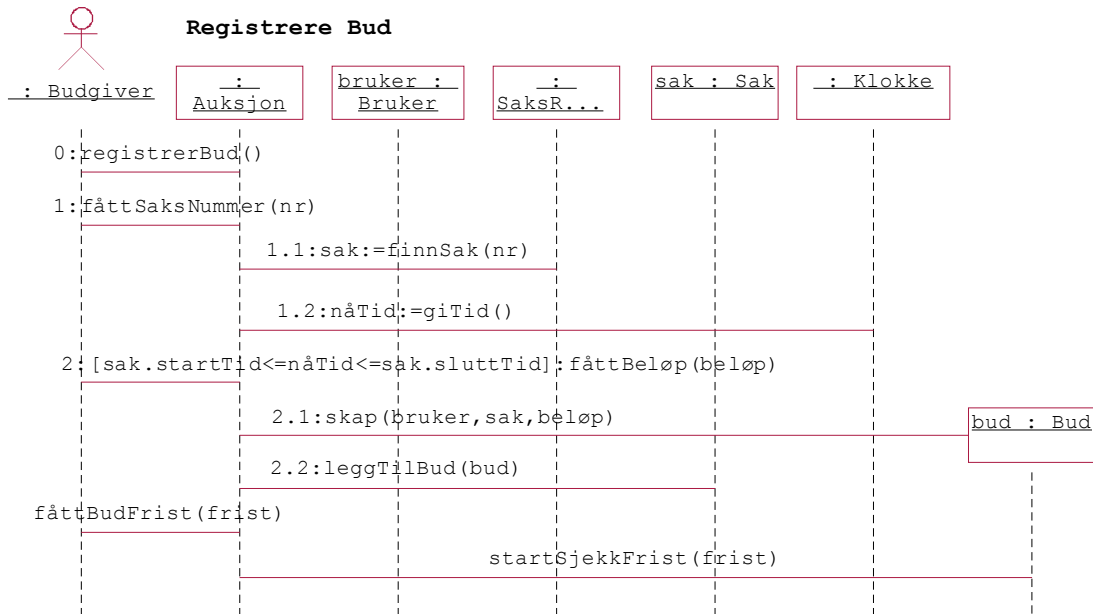 Registrere Bud
: Budgiver
:
Auksjon
bruker :
Bruker
:
SaksR...
sak : Sak
: Klokke
0:registrerBud()
1:fåttSaksNummer(nr)
1.1:sak:=finnSak(nr)
1.2:nåTid:=giTid()
2:[sak.startTid<=nåTid<=sak.sluttTid]:fåttBeløp(beløp)
2.1:skap(bruker,sak,beløp)
bud : Bud
2.2:leggTilBud(bud)
fåttBudFrist(frist)
startSjekkFrist(frist)